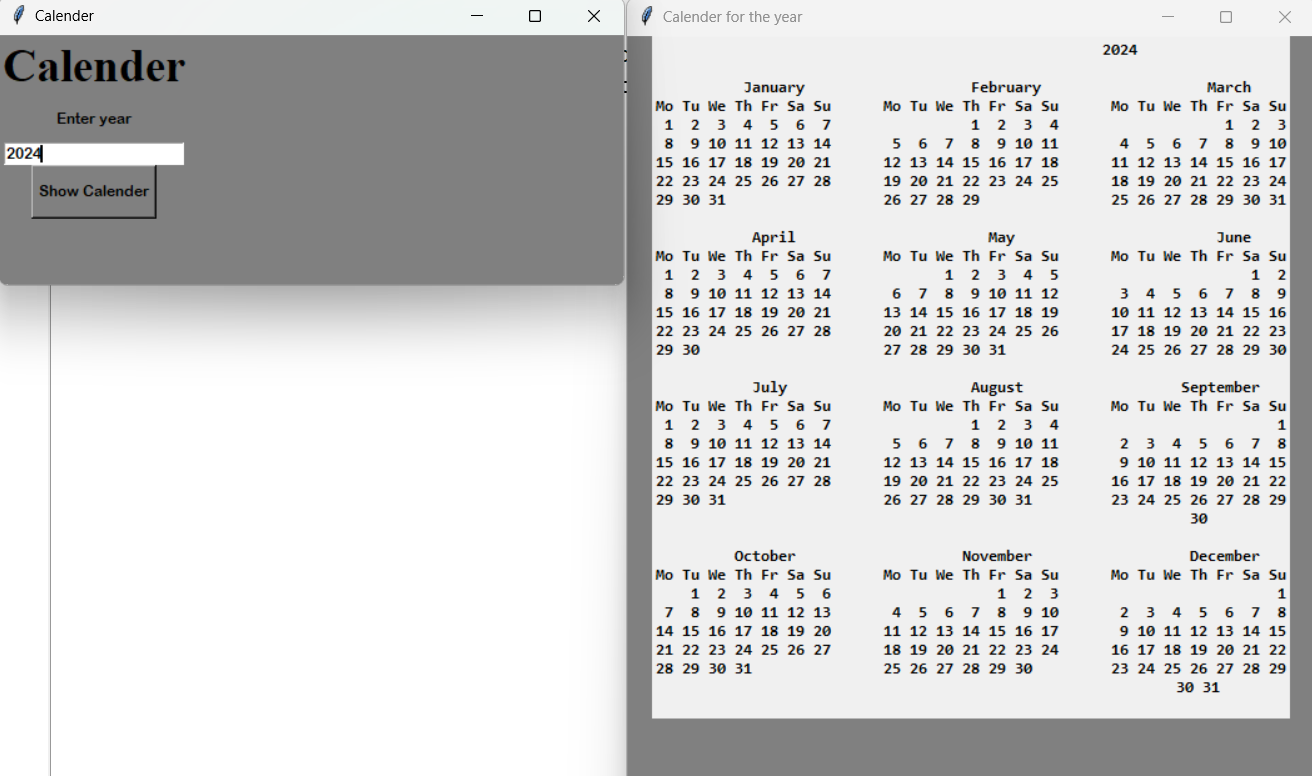 Calender
Calender
Enter year
2024
Show Calender
Calender for the year
2024
January February March
Mo Tu We Th Fr Sa Su Mo Tu We Th Fr Sa Su Mo Tu We Th Fr Sa Su
1 2 3 4 5 6 7 1 2 3 4 1 2 3
8 9 10 11 12 13 14 5 6 7 8 9 10 11 4 5 6 7 8 9 10
15 16 17 18 19 20 21 12 13 14 15 16 17 18 11 12 13 14 15 16 17
22 23 24 25 26 27 28 19 20 21 22 23 24 25 18 19 20 21 22 23 24
29 30 31 26 27 28 29 25 26 27 28 29 30 31
April May June
Mo Tu We Th Fr Sa Su Mo Tu We Th Fr Sa Su Mo Tu We Th Fr Sa Su
1 2 3 4 5 6 7 1 2 3 4 5 1 2
8 9 10 11 12 13 14 6 7 8 9 10 11 12 3 4 5 6 7 8 9
15 16 17 18 19 20 21 13 14 15 16 17 18 19 10 11 12 13 14 15 16
22 23 24 25 26 27 28 20 21 22 23 24 25 26 17 18 19 20 21 22 23
29 30 27 28 29 30 31 24 25 26 27 28 29 30
July August September
Mo Tu We Th Fr Sa Su Mo Tu We Th Fr Sa Su Mo Tu We Th Fr Sa Su
1 2 3 4 5 6 7 1 2 3 4 1
8 9 10 11 12 13 14 5 6 7 8 9 10 11 2 3 4 5 6 7 8
15 16 17 18 19 20 21 12 13 14 15 16 17 18 9 10 11 12 13 14 15
22 23 24 25 26 27 28 19 20 21 22 23 24 25 16 17 18 19 20 21 22
29 30 31 26 27 28 29 30 31 23 24 25 26 27 28 29
30
October November December
Mo Tu We Th Fr Sa Su Mo Tu We Th Fr Sa Su Mo Tu We Th Fr Sa Su
1 2 3 4 5 6 1 2 3 1
7 8 9 10 11 12 13 4 5 6 7 8 9 10 2 3 4 5 6 7 8
14 15 16 17 18 19 20 11 12 13 14 15 16 17 9 10 11 12 13 14 15
21 22 23 24 25 26 27 18 19 20 21 22 23 24 16 17 18 19 20 21 22
28 29 30 31 25 26 27 28 29 30 23 24 25 26 27 28 29
30 31